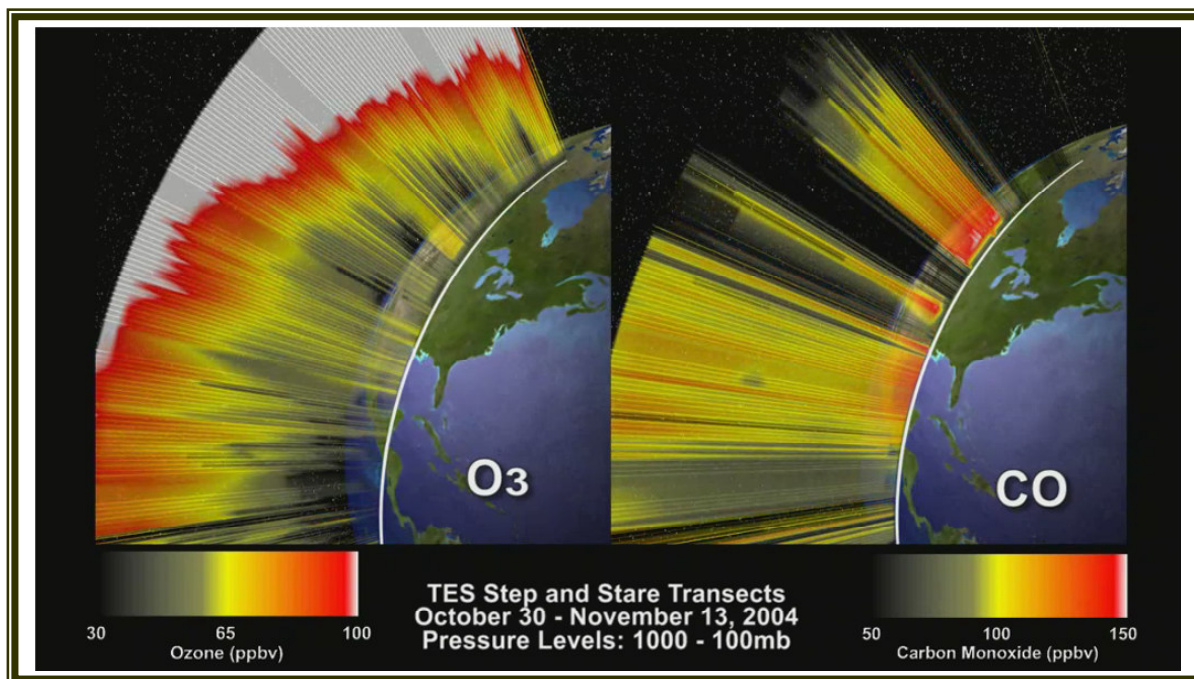 O3
CO
TES Step and Stare Transects
October 30 - November 13, 2004
Pressure Levels: 1000 - 100mb
30 65 100
Ozone (ppbv)
50 100 150
Carbon Monoxide (ppbv)